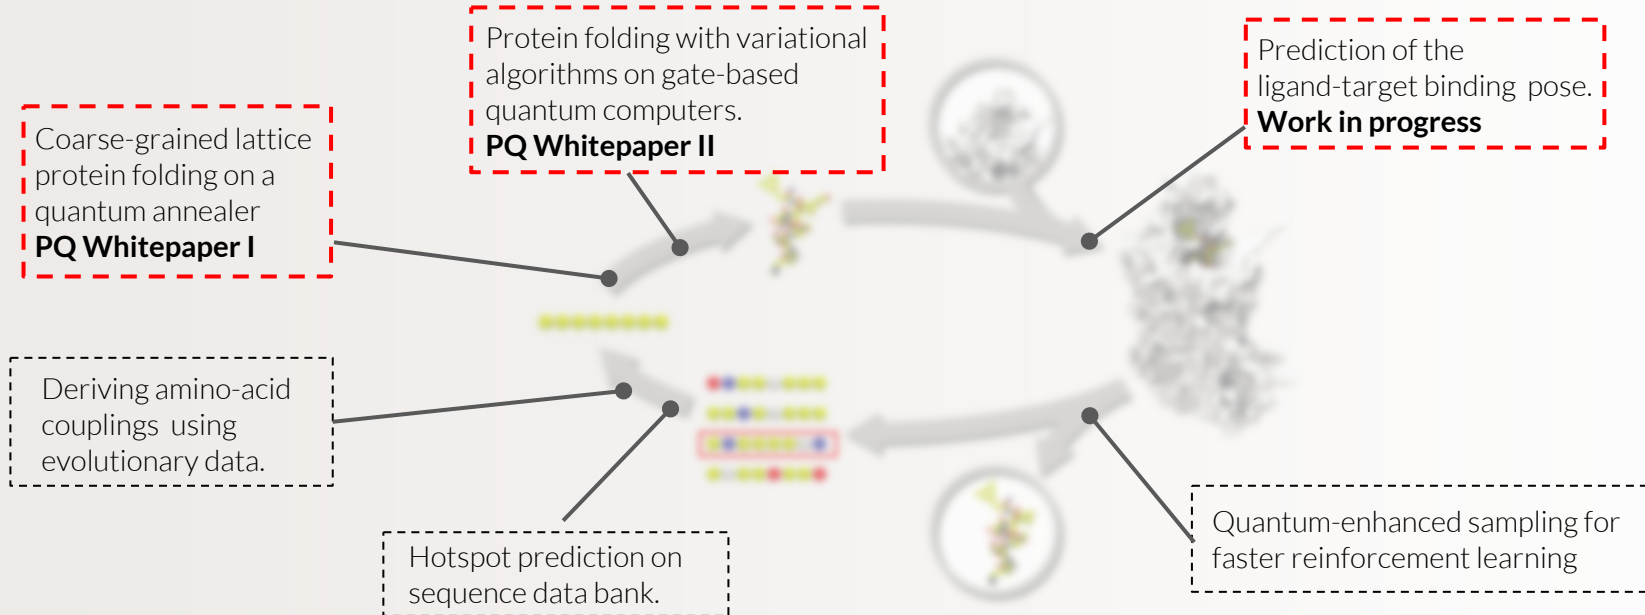 Coarse-grained lattice
protein folding on a
quantum annealer
PQ Whitepaper I
Protein folding with variational
algorithms on gate-based
quantum computers.
PQ Whitepaper II
Prediction of the
ligand-target binding pose.
Work in progress
Deriving amino-acid
couplings using
evolutionary data.
Hotspot prediction on
sequence data bank.
Quantum-enhanced sampling for
faster reinforcement learning